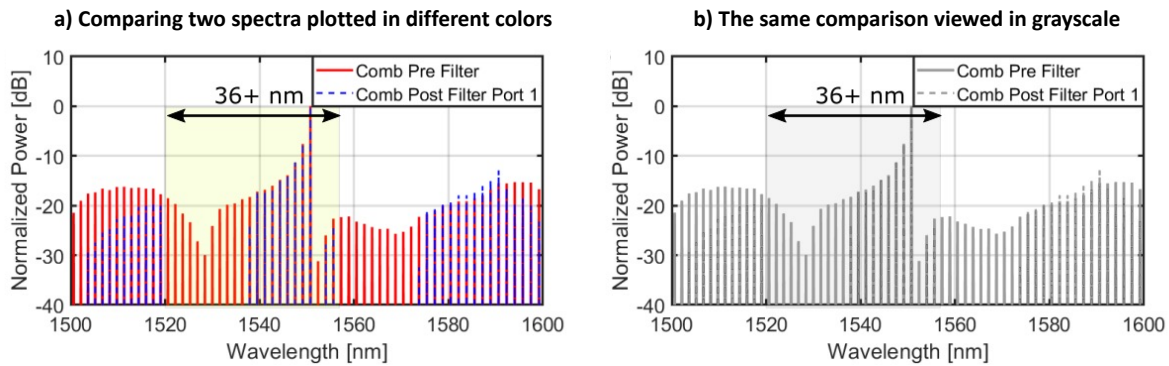 a) Comparing two spectra plotted in different colors
10
0
-10
-20
-30
-40
Normalized Power [dB]
Comb Pre Filter
Comb Post Filter Port 1
36+ nm
1500 1520 1540 1560 1580 1600
Wavelength [nm]
b) The same comparison viewed in grayscale
10
0
-10
-20
-30
-40
Normalized Power [dB]
Comb Pre Filter
Comb Post Filter Port 1
36+ nm
1500 1520 1540 1560 1580 1600
Wavelength [nm]